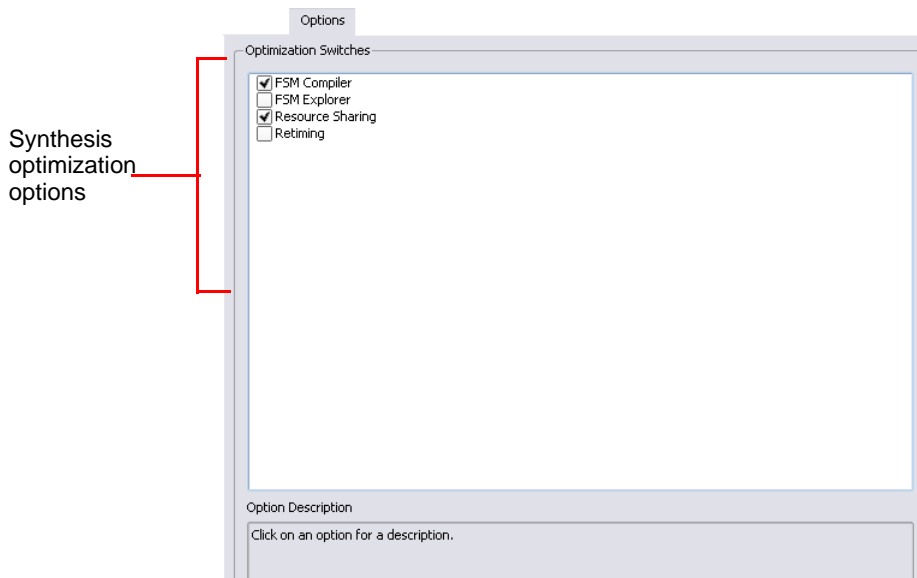 Options
Optimization Switches
FSM Compiler
FSM Explorer
Resource Sharing
Retiming
Synthesis
optimization
options
Option Description
Click on an option for a description.